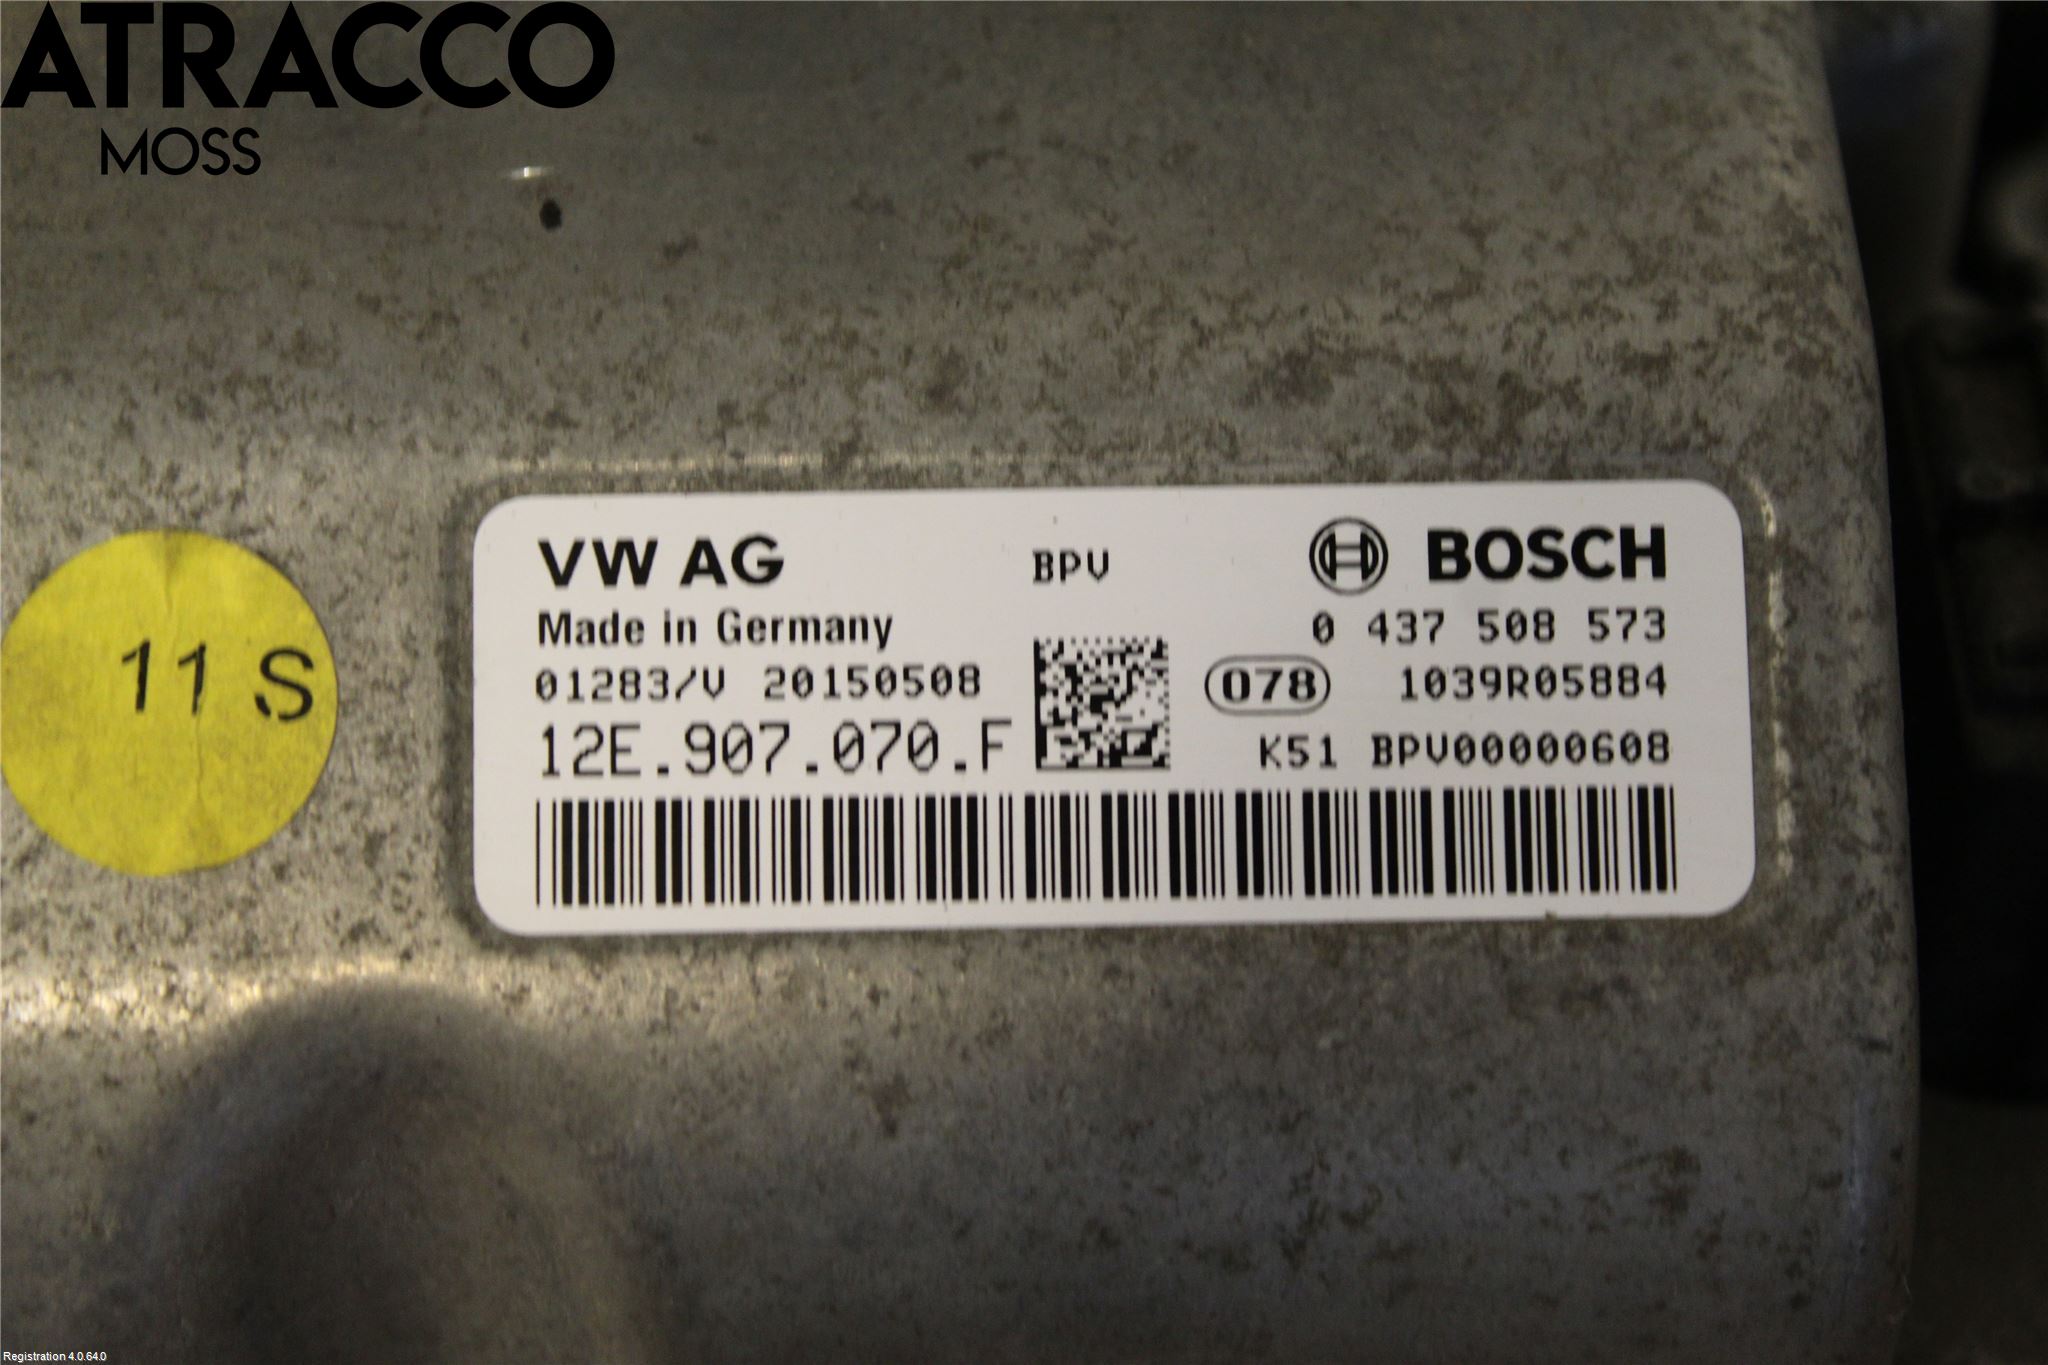 ATRACCO
MOSS
11 S
VW AG BPV BOSCH
Made in Germany 0 437 508 573
01283/V 20150508 078 1039R05884
12E.907.070.F K51 BPV00000608
Registration 4.0.64.0